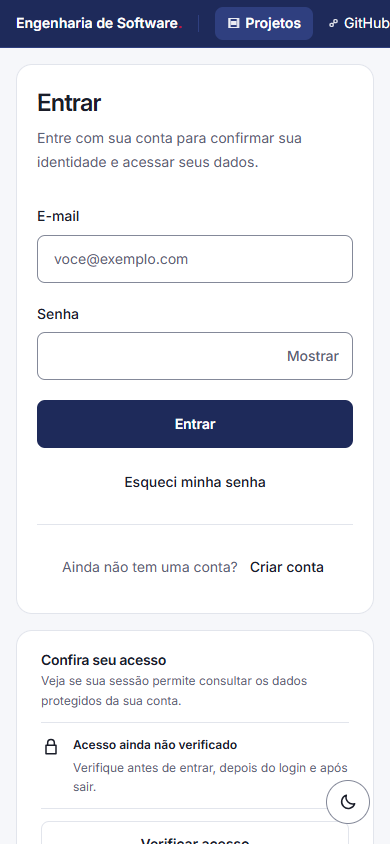 Engenharia de Software
Projetos
GitHub
Entrar
Entre com sua conta para confirmar sua
identidade e acessar seus dados.
E-mail
voce@exemplo.com
Senha
Mostrar
Entrar
Esqueci minha senha
Ainda não tem uma conta? Criar conta
Confira seu acesso
Veja se sua sessão permite consultar os dados
protegidos da sua conta.
Acesso ainda não verificado
Verifique antes de entrar, depois do login e após
sair.
Verificar acesso